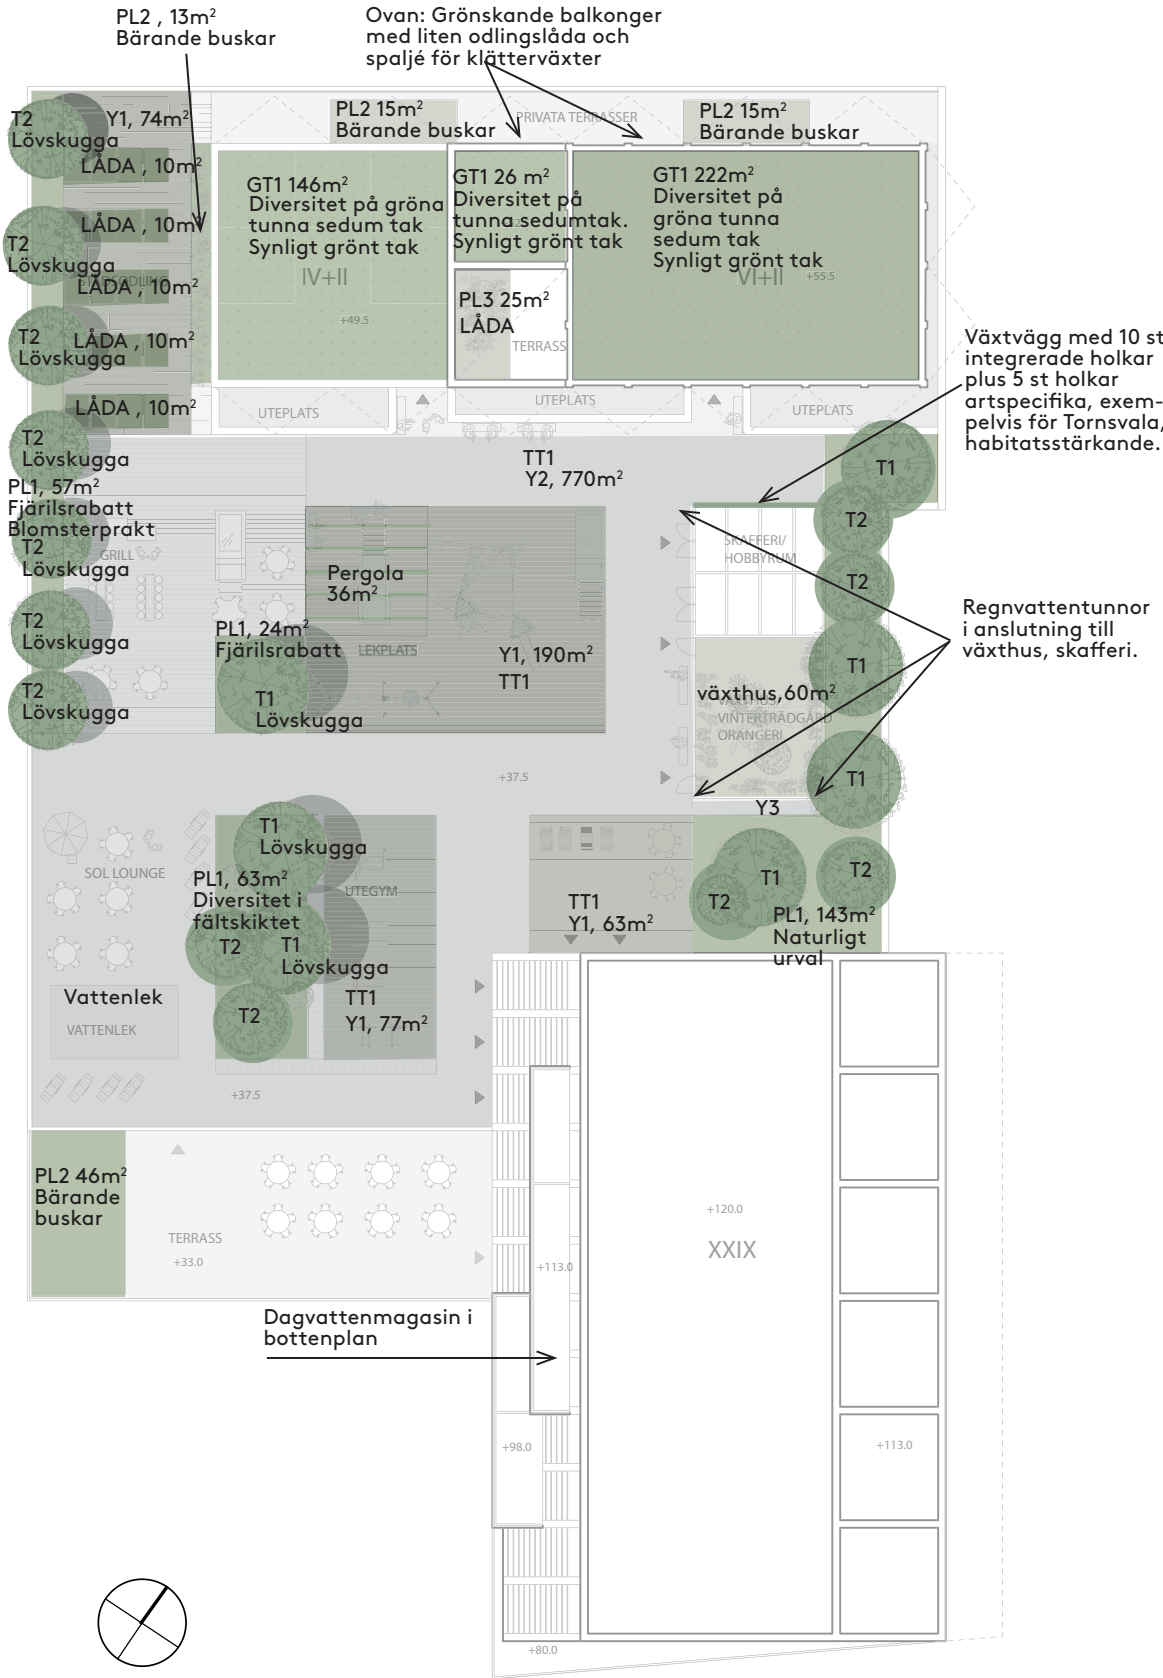 PL2 , 13m²
Bärande buskar
Ovan: Grönskande balkonger
med liten odlingslåda och
spaljé för klätterväxter
T2
Lövskugga
Y1, 74m²
LÅDA , 10m²
PL2 15m²
Bärande buskar
PRIVATA TERRASSER
PL2 15m²
Bärande buskar
GT1 146m²
Diversitet på gröna
tunna sedum tak
Synligt grönt tak
IV+II
+49.5
GT1 26 m²
Diversitet på
tunna sedumtak.
Synligt grönt tak
GT1 222m²
Diversitet på
gröna tunna
sedum tak
Synligt grönt tak
VI+II
+55.5
LÅDA , 10m²
T2
Lövskugga
STADSODLING
LÅDA , 10m²
PL3 25m²
LÅDA
TERRASS
T2
Lövskugga
LÅDA , 10m²
LÅDA , 10m²
Växtvägg med 10 st
integrerade holkar
plus 5 st holkar
artspecifika, exem-
pelvis för Tornsvala,
habitatsstärkande.
UTEPLATS
UTEPLATS
UTEPLATS
T2
Lövskugga
TT1
Y2, 770m²
T1
PL1, 57m²
Fjärilsrabatt
Blomsterprakt
T2
Lövskugga
GRILL
T2
SKAFFERI/
HOBBYRUM
T2
Pergola
36m²
T2
Lövskugga
PL1, 24m²
Fjärilsrabatt
LEKPLATS
Y1, 190m²
TT1
Regnvattentunnor
i anslutning till
växthus, skafferi.
T1
T2
Lövskugga
T1
Lövskugga
växthus,60m²
VÄXTHUS/
VINTERTRÄDGÅRD
ORANGERI
+37.5
T1
Y3
T1
Lövskugga
SOL LOUNGE
PL1, 63m²
Diversitet i
fältskiktet
UTEGYM
T2
T1
Lövskugga
TT1
Y1, 63m²
T2
T1
T2
PL1, 143m²
Naturligt
urval
Vattenlek
VATTENLEK
T2
TT1
Y1, 77m²
+37.5
PL2 46m²
Bärande
buskar
TERRASS
+33.0
+120.0
XXIX
+113.0
Dagvattenmagasin i
bottenplan
+98.0
+113.0
+80.0